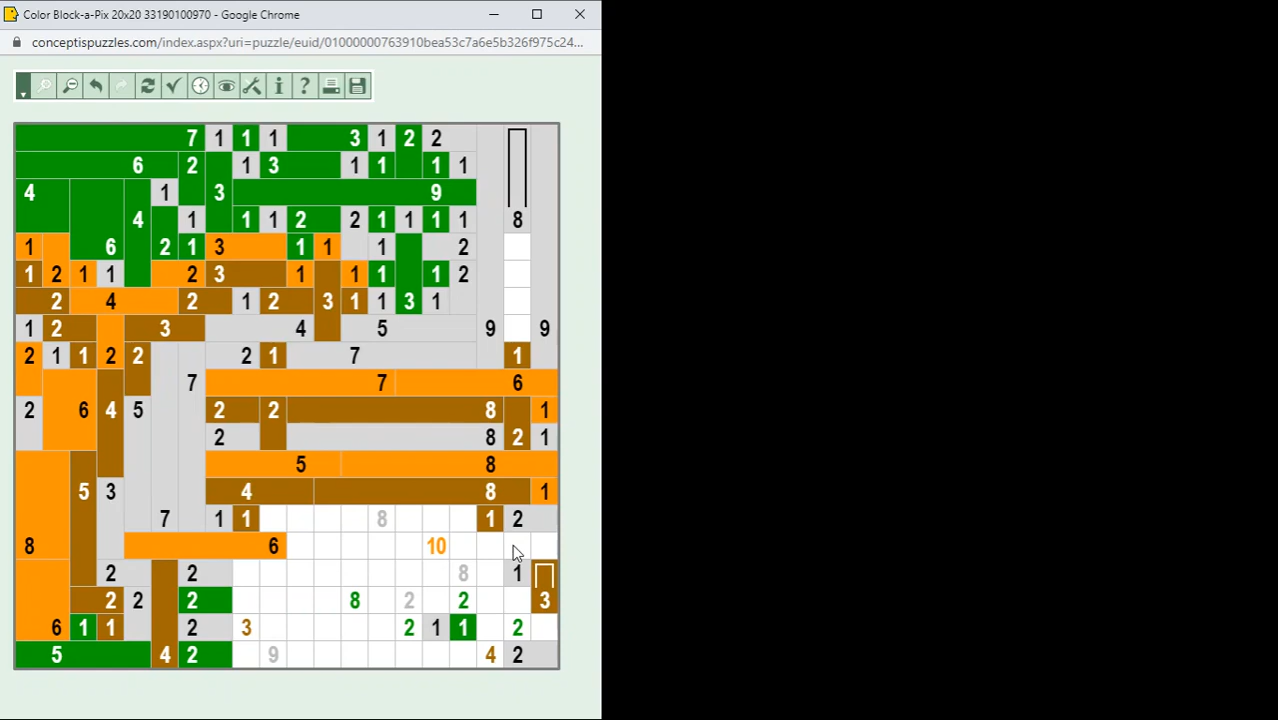 Color Block-a-Pix 20x20 33190100970 - Google Chrome
conceptispuzzles.com/index.aspx?uri=puzzle/euid/01000000763910bea53c7a6e5b326f975c24...
i ?
7 1 1 1 3 1 2 2
6 2 1 3 1 1 1 1
4 1 3 9
4 1 1 1 2 2 1 1 1 1 8
1 6 2 1 3 1 1 1 2
1 2 1 1 2 3 1 1 1 1 2
2 4 2 1 2 3 1 1 3 1
1 2 3 4 5 9 9
2 1 1 2 2 2 1 7 1
7 7 6
2 6 4 5 2 2 8 1
2 8 2 1
5 8
5 3 4 8 1
7 1 1 8 1 2
8 6 10
2 2 8 1
2 2 2 8 2 2 3
6 1 1 2 3 2 1 1 2
5 4 2 9 4 2